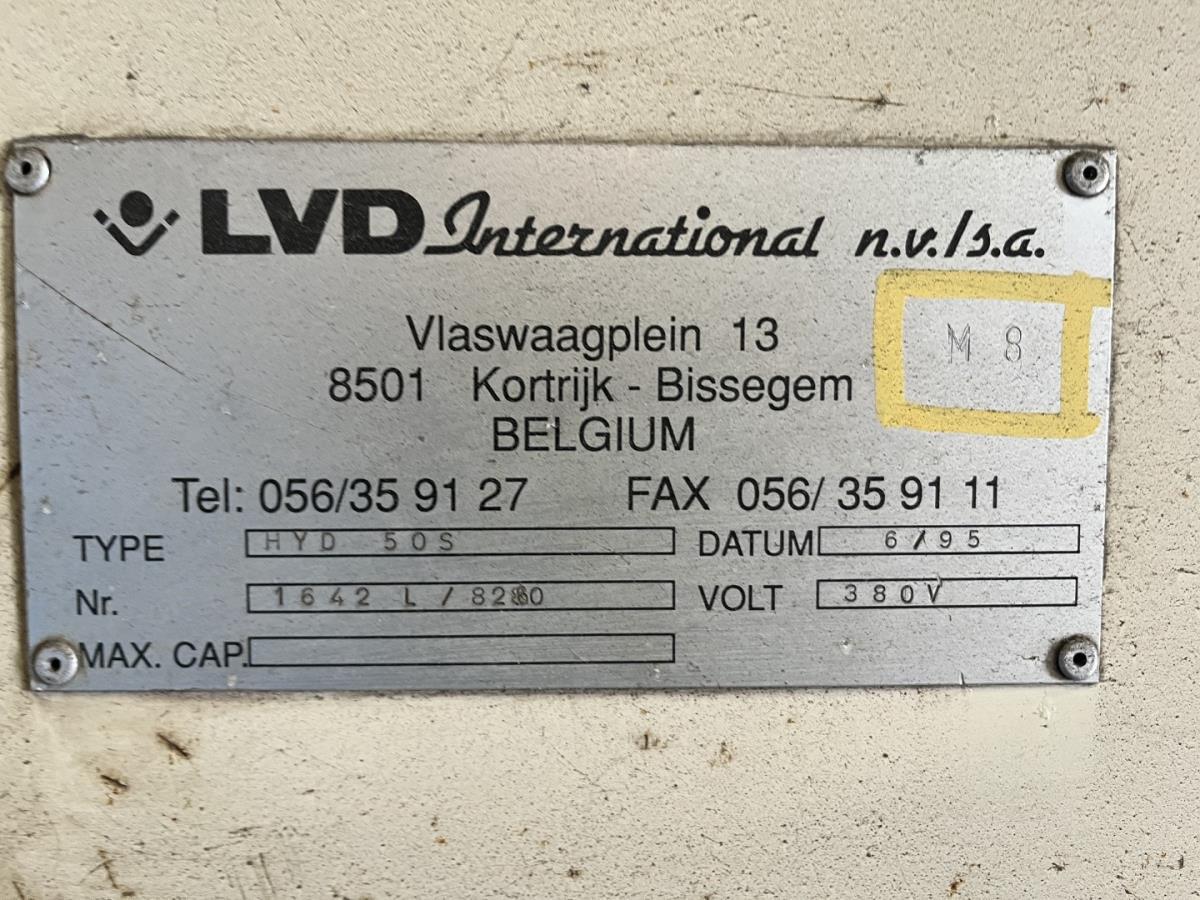 LVD International n.v./s.a.
M 8
Vlaswaagplein 13
8501 Kortrijk - Bissegem
BELGIUM
Tel: 056/35 91 27 FAX 056/ 35 91 11
TYPE HYD 50S DATUM 6/95
Nr. 1642 L / VOLT 380V
MAX. CAP.